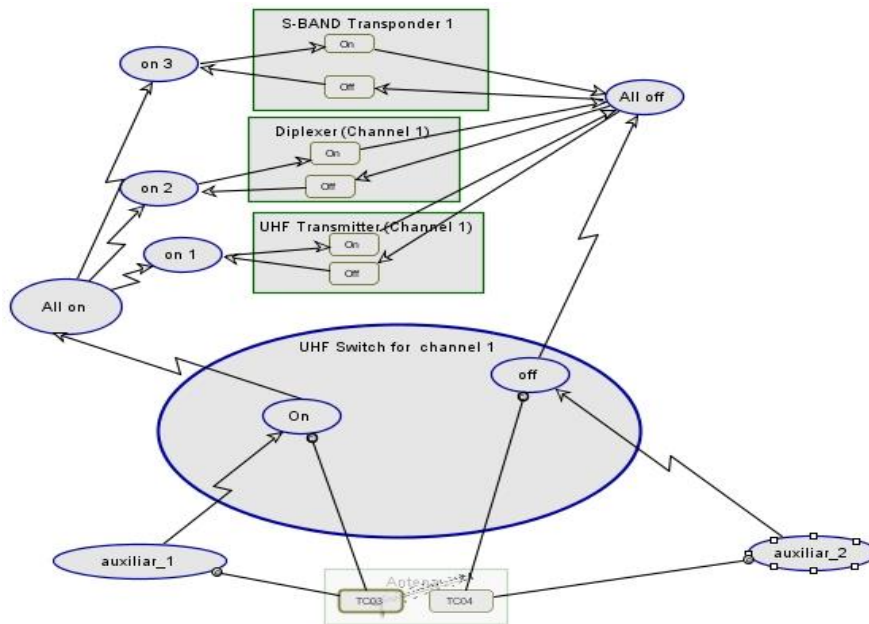 S-BAND Transponder 1
On
on 3
Off
All off
Diplexer (Channel 1)
On
on 2
Off
UHF Transmitter (Channel 1)
On
on 1
Off
All on
UHF Switch for channel 1
off
On
auxiliar_1
auxiliar_2
Antenna
TC03
TC04